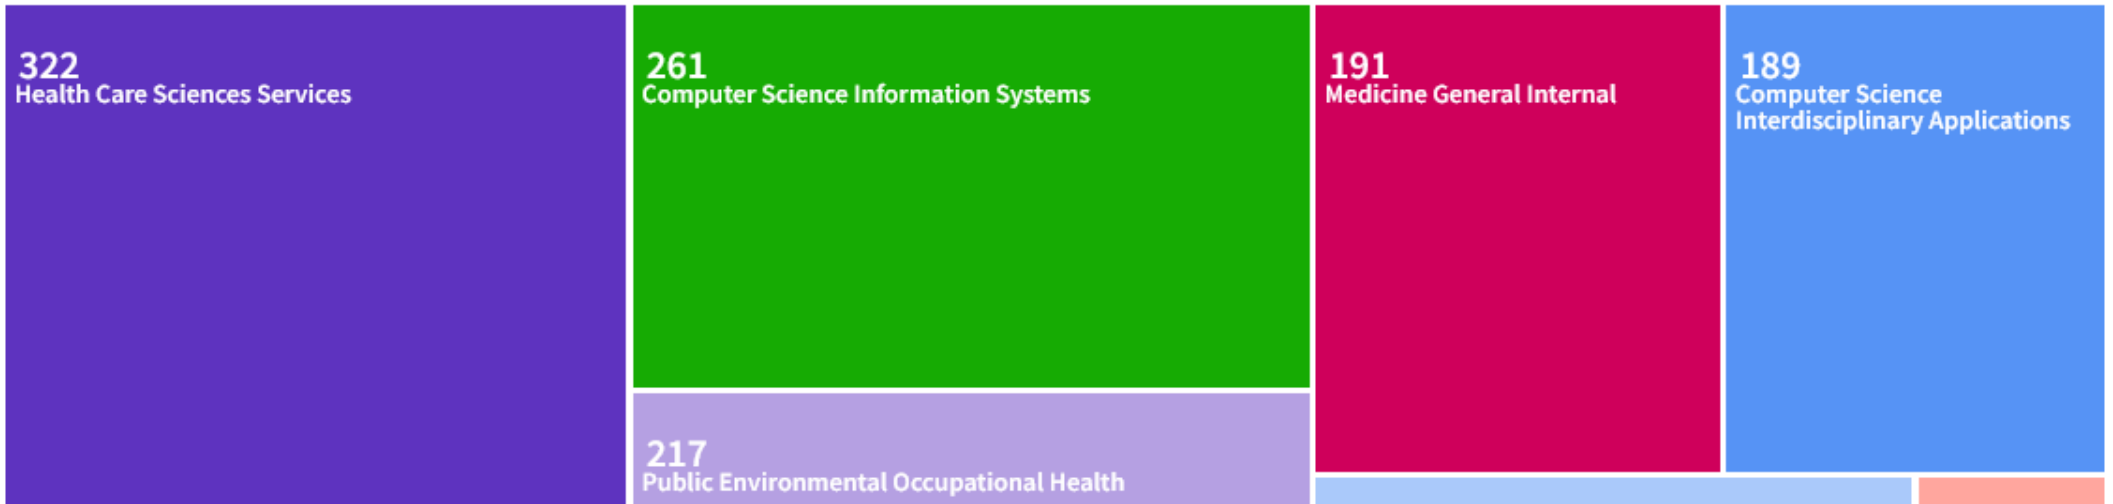 322
Health Care Sciences Services
261
Computer Science Information Systems
191
Medicine General Internal
189
Computer Science
Interdisciplinary Applications
217
Public Environmental Occupational Health